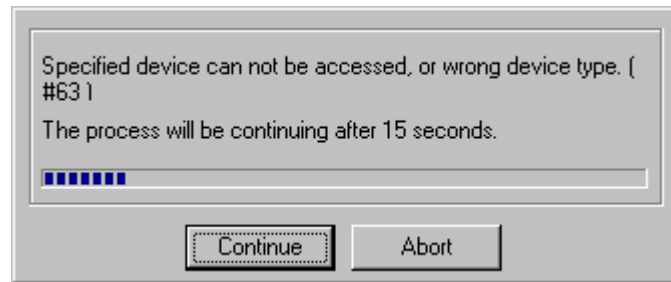 Specified device can not be accessed, or wrong device type. (
#63 )
The process will be continuing after 15 seconds.
Continue
Abort